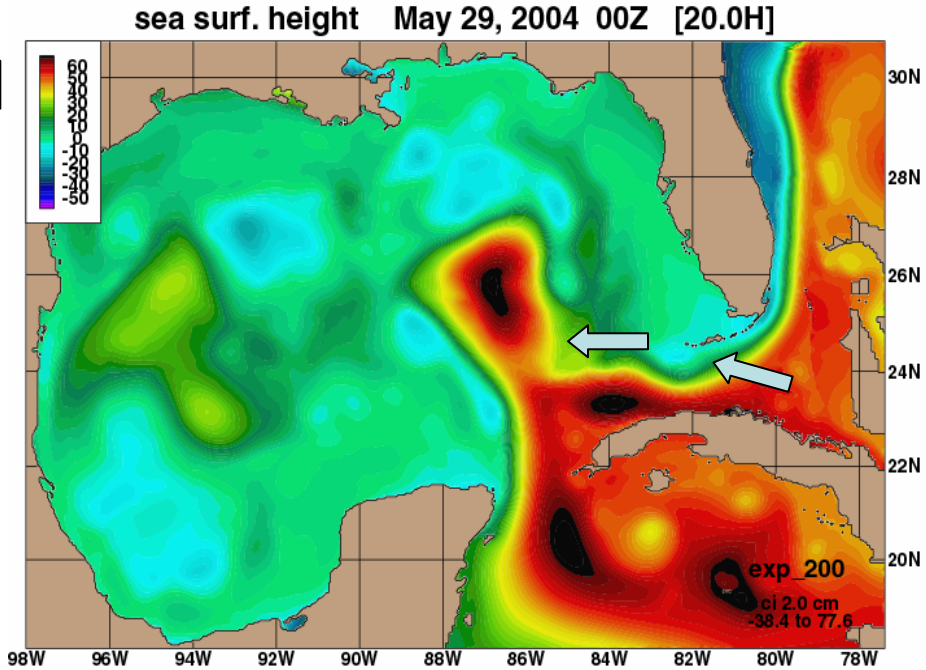 sea surf. height May 29, 2004 00Z [20.0H]
60
50
40
30
20
10
0
-10
-20
-30
-40
-50
30N
28N
26N
24N
22N
20N
exp_200
ci 2.0 cm
-38.4 to 77.6
98W 96W 94W 92W 90W 88W 86W 84W 82W 80W 78W